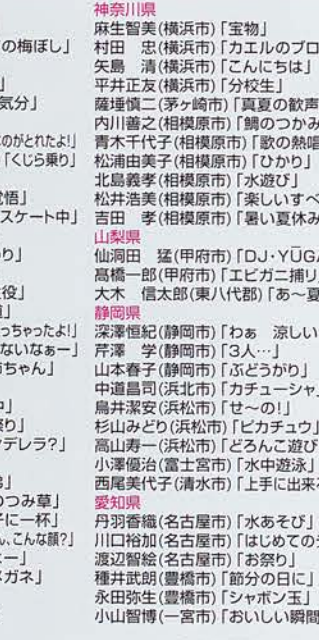 の梅ぼし」
」
気分」
のがとれたよ!」
「くじら乗り」
覚悟」
スケート中」
り」
役」
」
っちゃったよ!」
ないなぁー」
ちゃん」
中」
祭り」
デレラ?」
」
つみ草」
子に一杯」
ん、こんな顔?」
ー」
メガネ」
神奈川県
麻生智美(横浜市)「宝物」
村田 忠(横浜市)「カエルのブロ
矢島 清(横浜市)「こんにちは」
平井正友(横浜市)「分校生」
薩埵慎二(茅ヶ崎市)「真夏の歓声
内川善之(相模原市)「鯛のつかみ
青木千代子(相模原市)「歌の熱唱
松浦由美子(相模原市)「ひかり」
北島義孝(相模原市)「水遊び」
松井浩美(相模原市)「楽しいすべ
吉田 孝(相模原市)「暑い夏休み
山梨県
仙洞田 猛(甲府市)「DJ・YŪGA
髙橋一郎(甲府市)「エビガニ捕り
大木 信太郎(東八代郡)「あ〜夏
静岡県
深澤恒紀(静岡市)「わぁ 涼しい
芹澤 学(静岡市)「3人…」
山本春子(静岡市)「ぶどうがり」
中道昌司(浜北市)「カチューシャ
鳥井潔安(浜松市)「せ〜の!」
杉山みどり(浜松市)「ピカチュウ」
高山寿一(浜松市)「どろんこ遊び
小澤優治(富士宮市)「水中遊泳」
西尾美代子(清水市)「上手に出来
愛知県
丹羽香織(名古屋市)「水あそび」
川口裕加(名古屋市)「はじめての
渡辺智絵(名古屋市)「お祭り」
種井武朗(豊橋市)「節分の日に」
永田弥生(豊橋市)「シャボン玉」
小山智博(一宮市)「おいしい瞬間